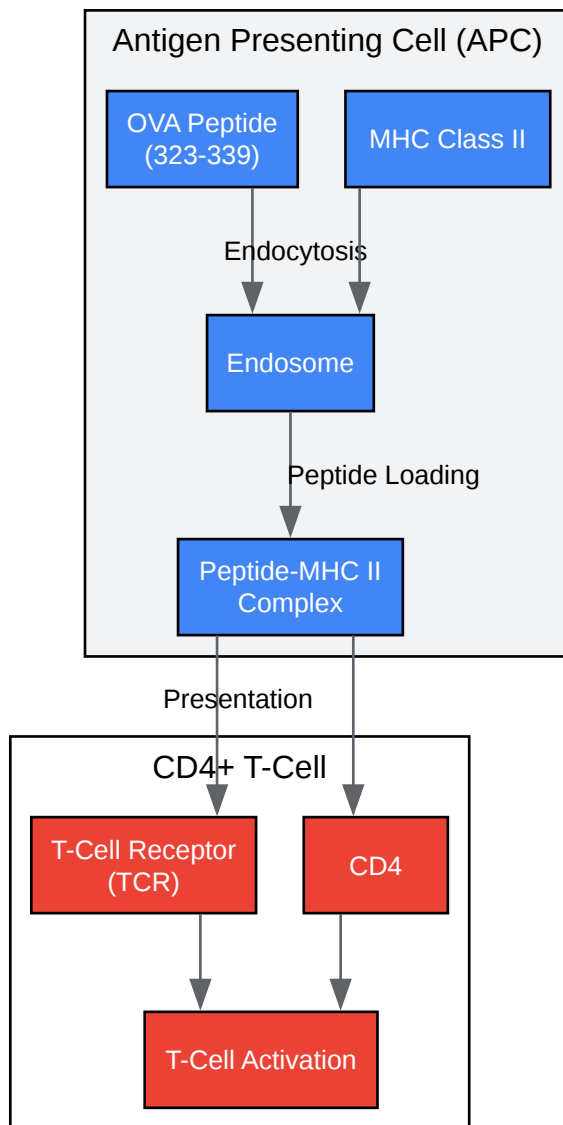 Antigen Presenting Cell (APC)
OVA Peptide
(323-339)
MHC Class II
Endocytosis
Endosome
Peptide Loading
Peptide-MHC II
Complex
Presentation
CD4+ T-Cell
T-Cell Receptor
(TCR)
CD4
T-Cell Activation